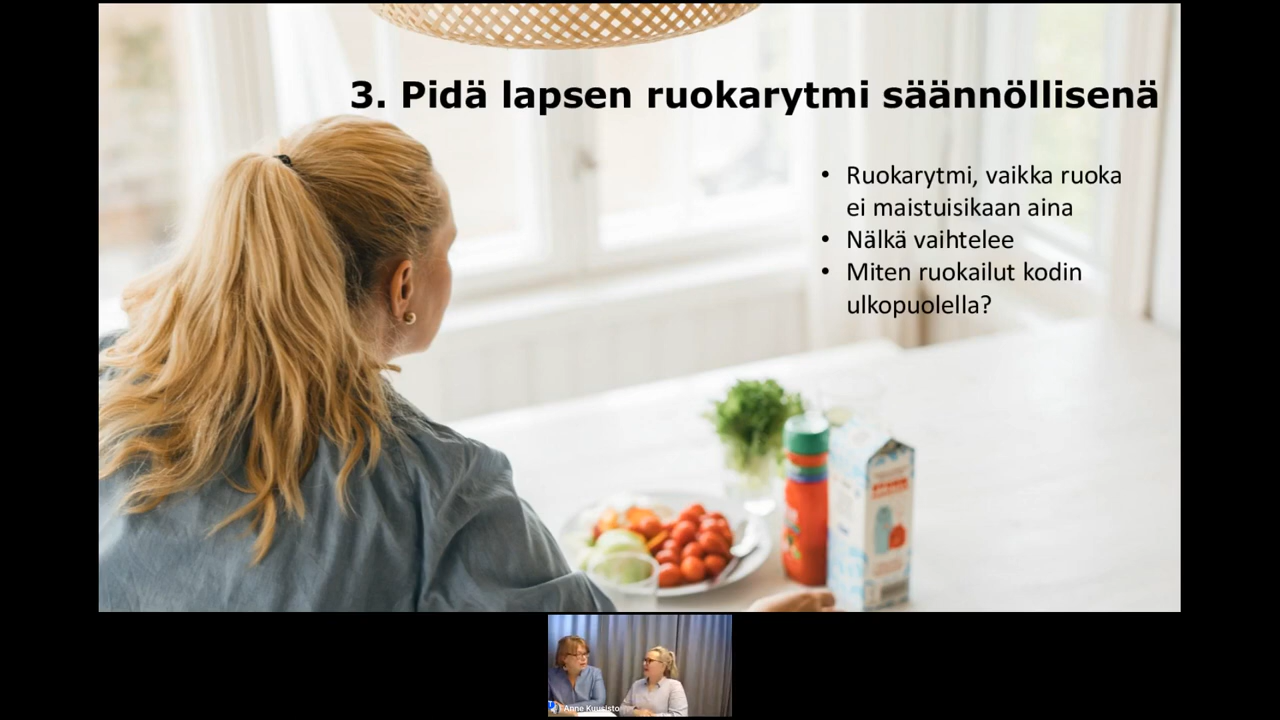 3. Pidä lapsen ruokarytmi säännöllisenä
• Ruokarytmi, vaikka ruoka
ei maistuisikaan aina
• Nälkä vaihtelee
• Miten ruokailut kodin
ulkopuolella?
Anne Kuusisto